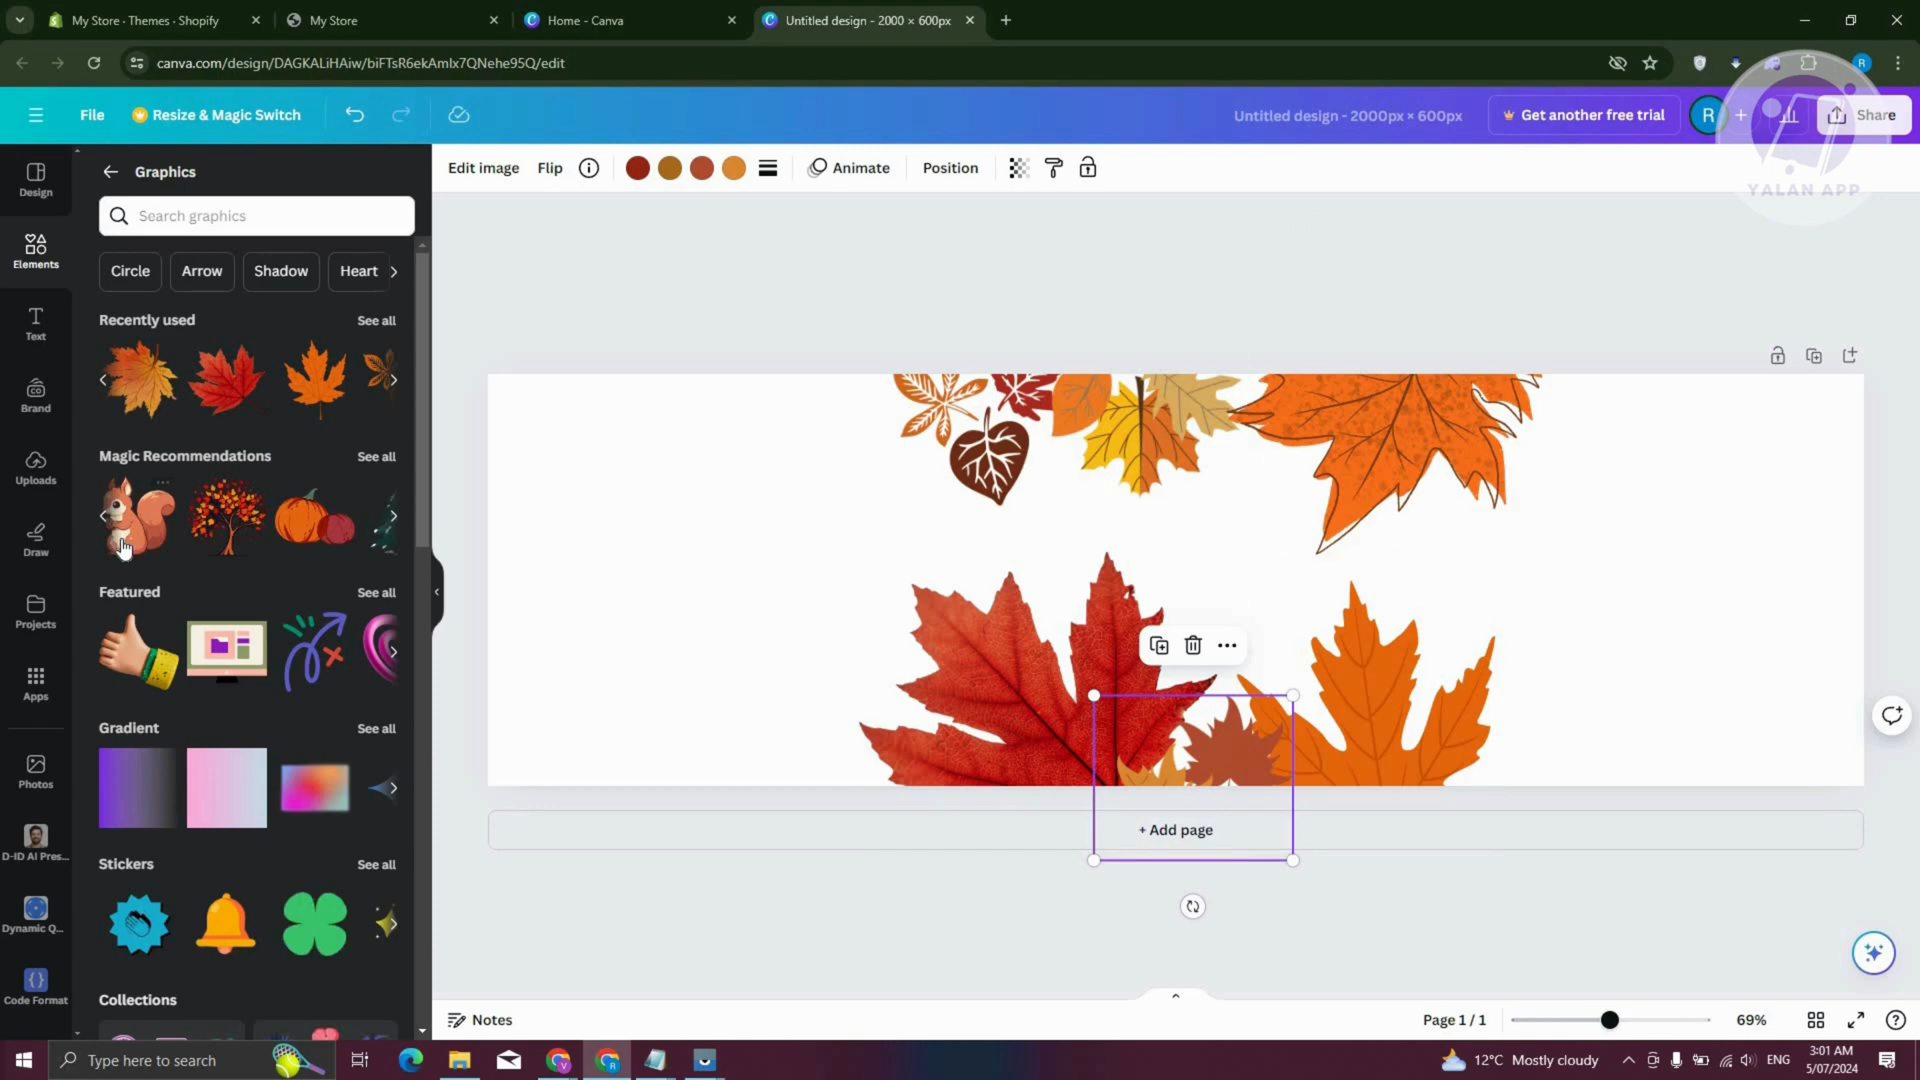 My Store · Themes · Shopify
My Store
Home - Canva
Untitled design - 2000 × 600px
canva.com/design/DAGKALiHAiw/biFTsR6ekAmIx7QNehe95Q/edit
R
File
Resize & Magic Switch
Untitled design - 2000px × 600px
Get another free trial
R
Share
YALAN APP
Design
Elements
Text
Brand
Uploads
Draw
Projects
Apps
Photos
D-ID AI Pres...
Dynamic Q...
Code Format
Graphics
Search graphics
Circle
Arrow
Shadow
Heart
Recently used
See all
Magic Recommendations
See all
Featured
See all
Gradient
See all
Stickers
See all
Collections
Edit image
Flip
Animate
Position
+ Add page
Notes
Page 1 / 1
69%
Type here to search
12°C Mostly cloudy
ENG
3:01 AM
5/07/2024